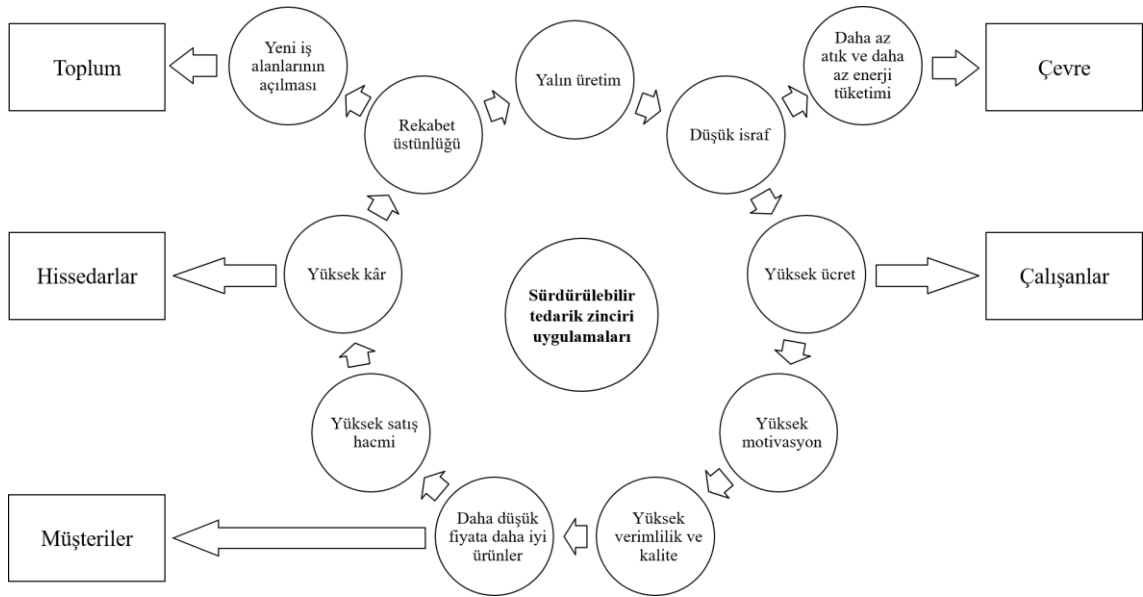 Toplum
Yeni iş
alanlarının
açılması
Rekabet
üstünlüğü
Yalın üretim
Düşük israf
Daha az
atık ve daha
az enerji
tüketimi
Çevre
Hissedarlar
Yüksek kâr
Sürdürülebilir
tedarik zinciri
uygulamaları
Yüksek ücret
Çalışanlar
Yüksek satış
hacmi
Yüksek
motivasyon
Müşteriler
Daha düşük
fiyata daha iyi
ürünler
Yüksek
verimlilik ve
kalite